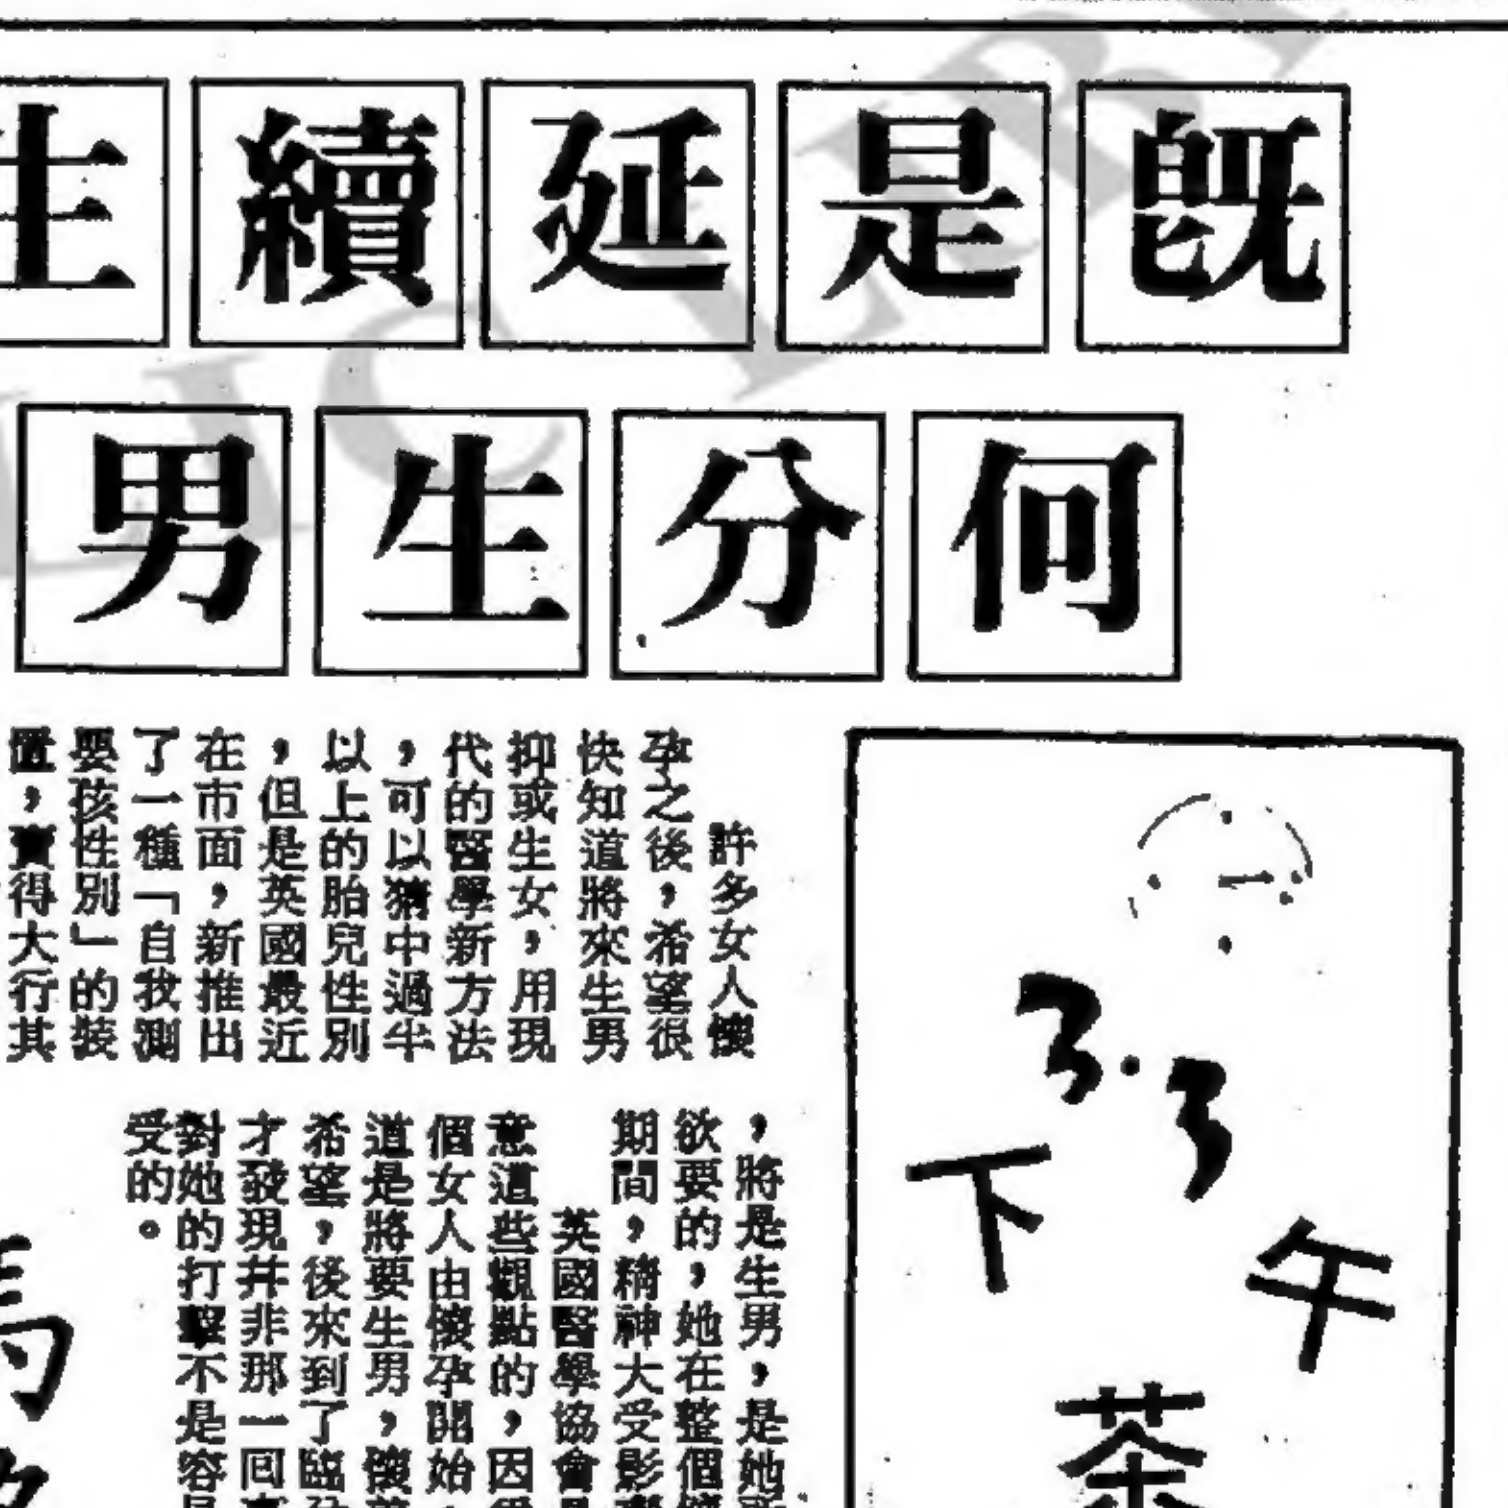 既是延續生
何分生男
3.3
下午
茶
許多女人懷
孕之後，希望很
快知道將來生男
抑或生女，用現
代的醫學新方法
，可以猜中過半
以上的胎兒性別
，但是英國最近
在市面，新推出
了一種「自我測
嬰孩性別」的裝
置，賣得大行其
，將是生男，是她
欲要的，她在整個
期間，精神大受影
英國醫學協會
意這些觀點的，因
個女人由懷孕開始
道是將要生男，懷
希望，後來到了臨
才發現并非那一回
對她的打擊不是容
受的。